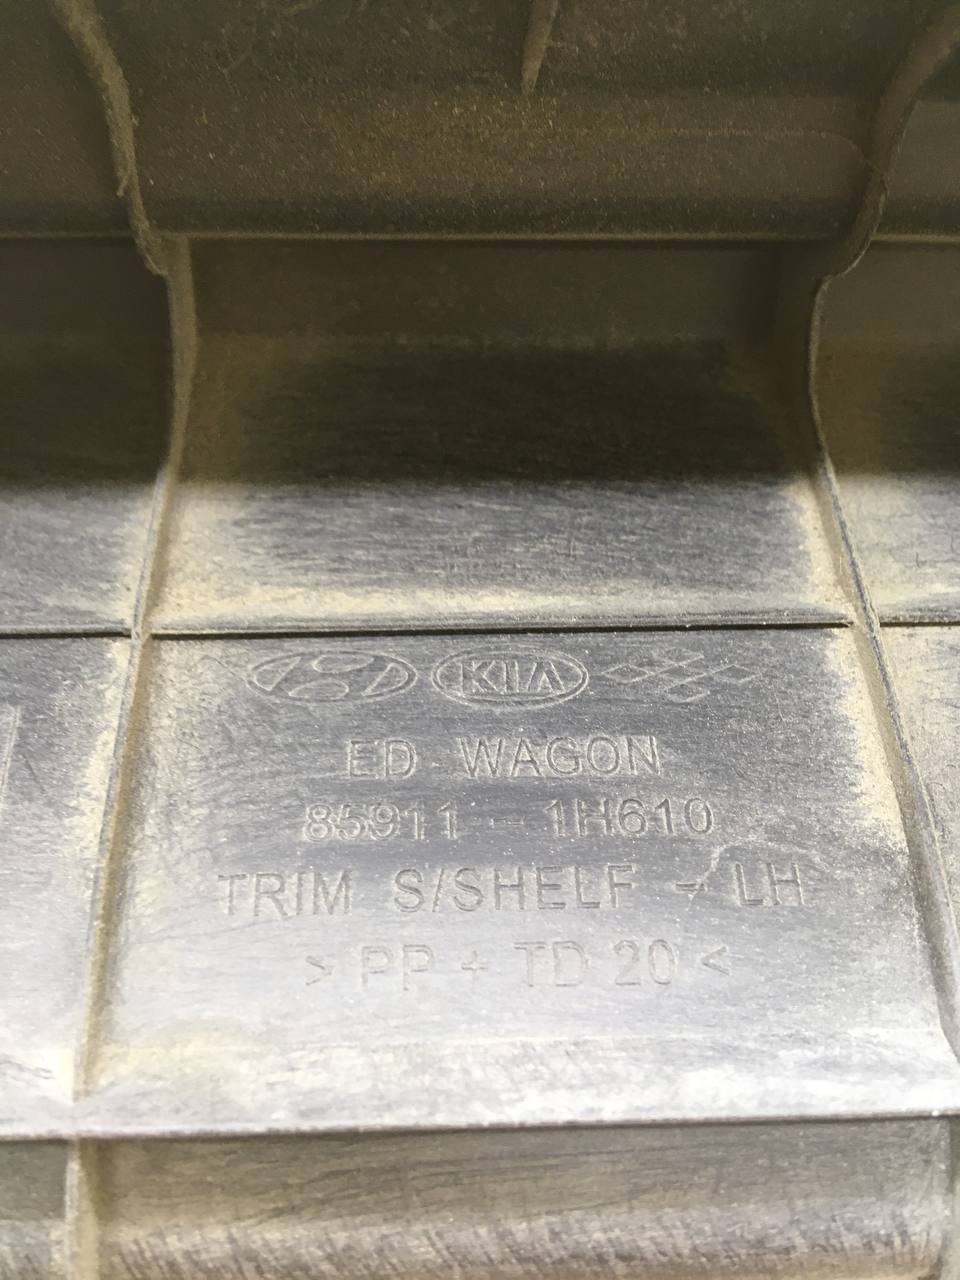 KIA
ED WAGON
85911 - 1H610
TRIM S/SHELF - LH
> PP + TD 20 <